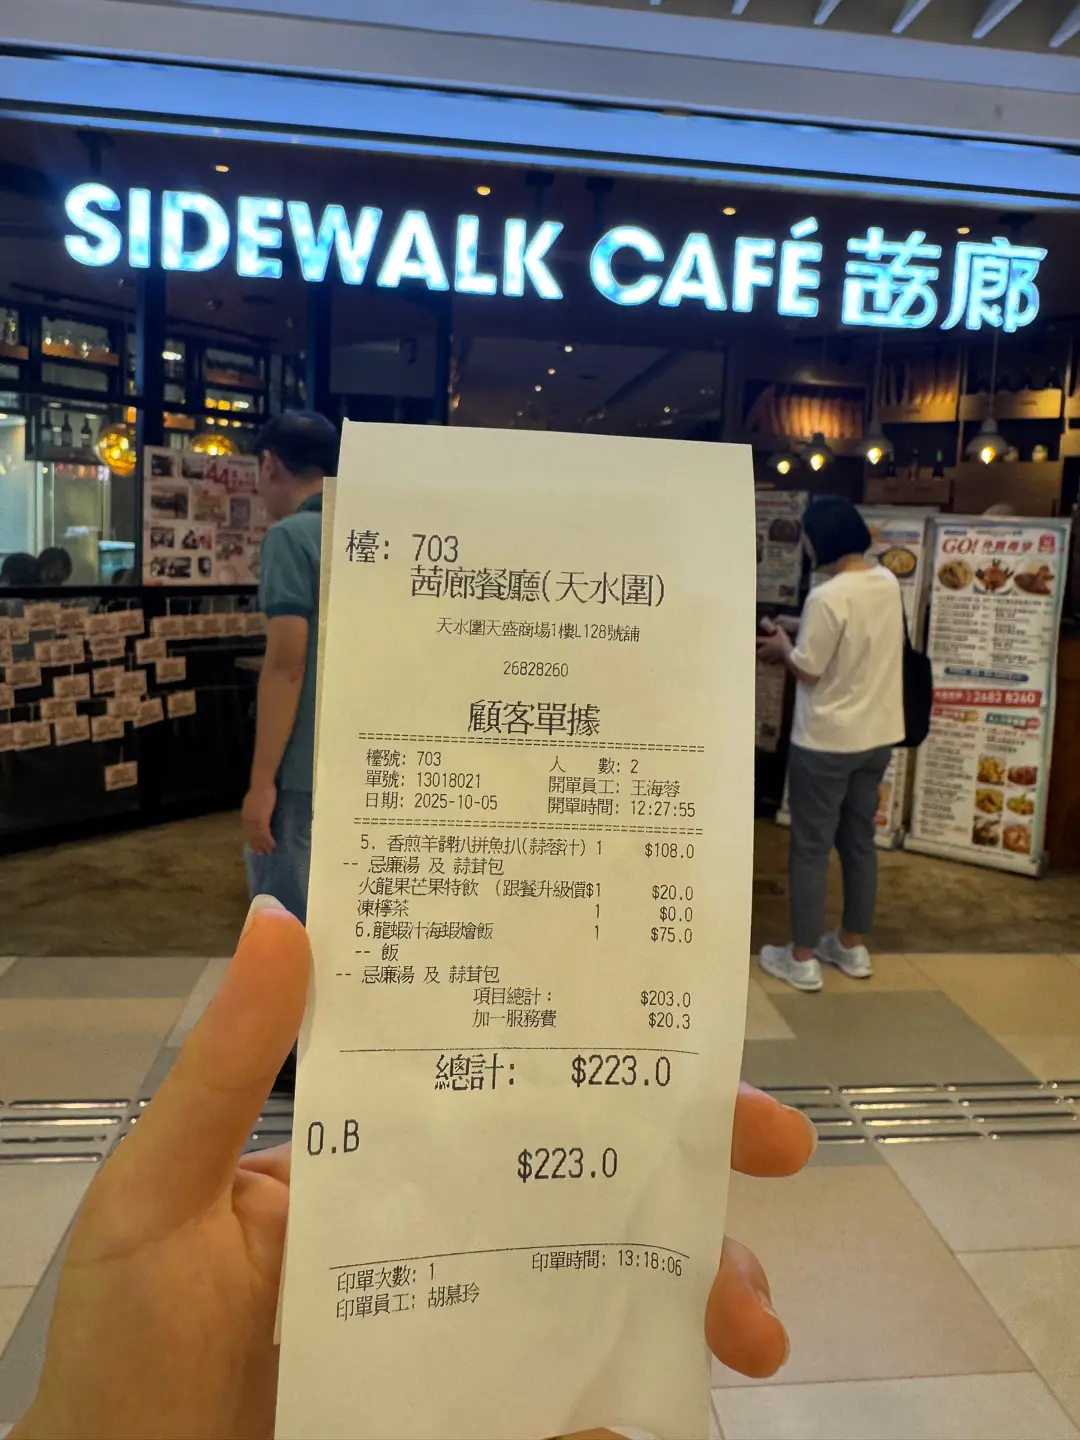 SIDEWALK CAFÉ 茜廊
檯: 703
茜廊餐廳(天水圍)
天水圍天盛商場1樓L128號舖
26828260
顧客單據
檯號: 703 人 數: 2
單號: 13018021 開單員工: 王海蓉
日期: 2025-10-05 開單時間: 12:27:55
5. 香煎羊髀扒拼魚扒(蒜蓉汁) 1 $108.0
-- 忌廉湯 及 蒜茸包
火龍果芒果特飲 (跟餐升級價$1 $20.0
凍檸茶 1 $0.0
6.龍蝦汁海蝦燴飯 1 $75.0
-- 飯
-- 忌廉湯 及 蒜茸包
項目總計: $203.0
加一服務費 $20.3
總計: $223.0
O.B
$223.0
印單次數: 1 印單時間: 13:18:06
印單員工: 胡慕玲
44
GO!
2682 8260